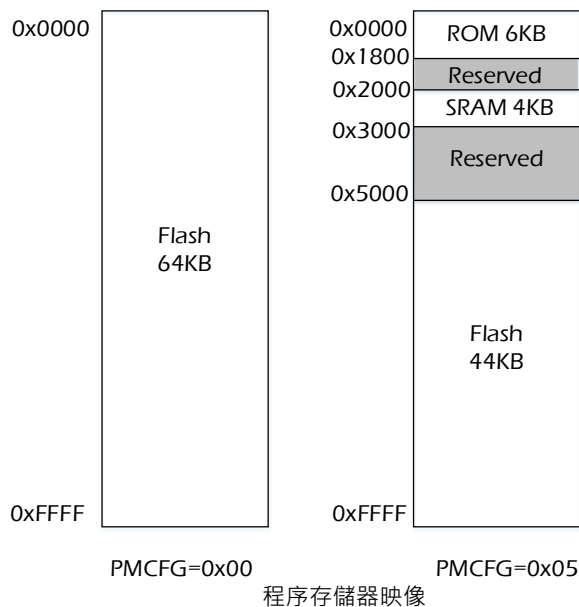 0x0000
Flash
64KB
0xFFFF
PMCFG=0x00
0x0000
ROM 6KB
0x1800
Reserved
0x2000
SRAM 4KB
0x3000
Reserved
0x5000
Flash
44KB
0xFFFF
PMCFG=0x05
程序存儲器映像